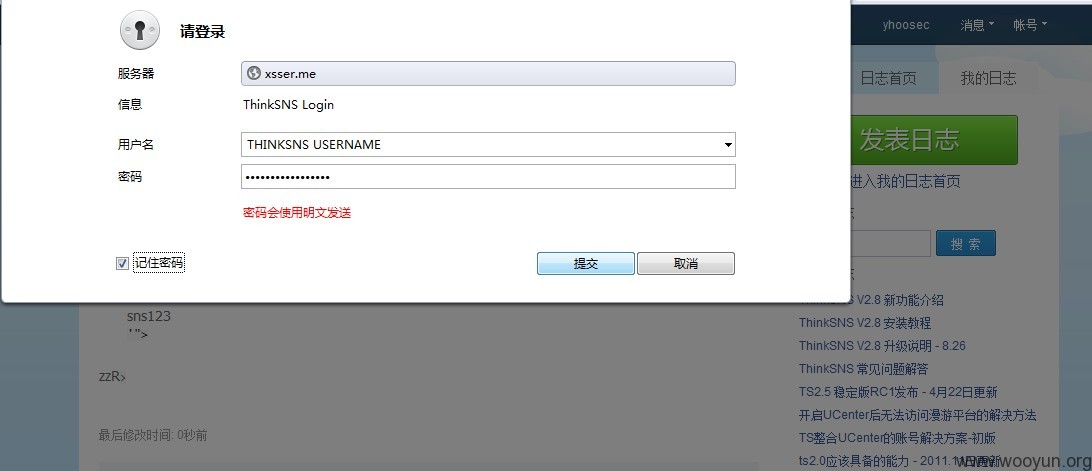 请登录
服务器 xsser.me
信息 ThinkSNS Login
用户名 THINKSNS USERNAME
密码 •••••••••••••••••
密码会使用明文发送
记住密码 提交 取消
sns123
'">
zzR>
最后修改时间: 0秒前
yhoosec 消息 帐号
日志首页 我的日志
发表日志
进入我的日志首页
志
搜 索
志
ThinkSNS V2.8 新功能介绍
ThinkSNS V2.8 安装教程
ThinkSNS V2.8 升级说明 - 8.26
ThinkSNS 常见问题解答
TS2.5 稳定版RC1发布 - 4月22日更新
开启UCenter后无法访问漫游平台的解决方法
TS整合UCenter的账号解决方案-初版
ts2.0应该具备的能力 - 2011.1
www.wooyun.org